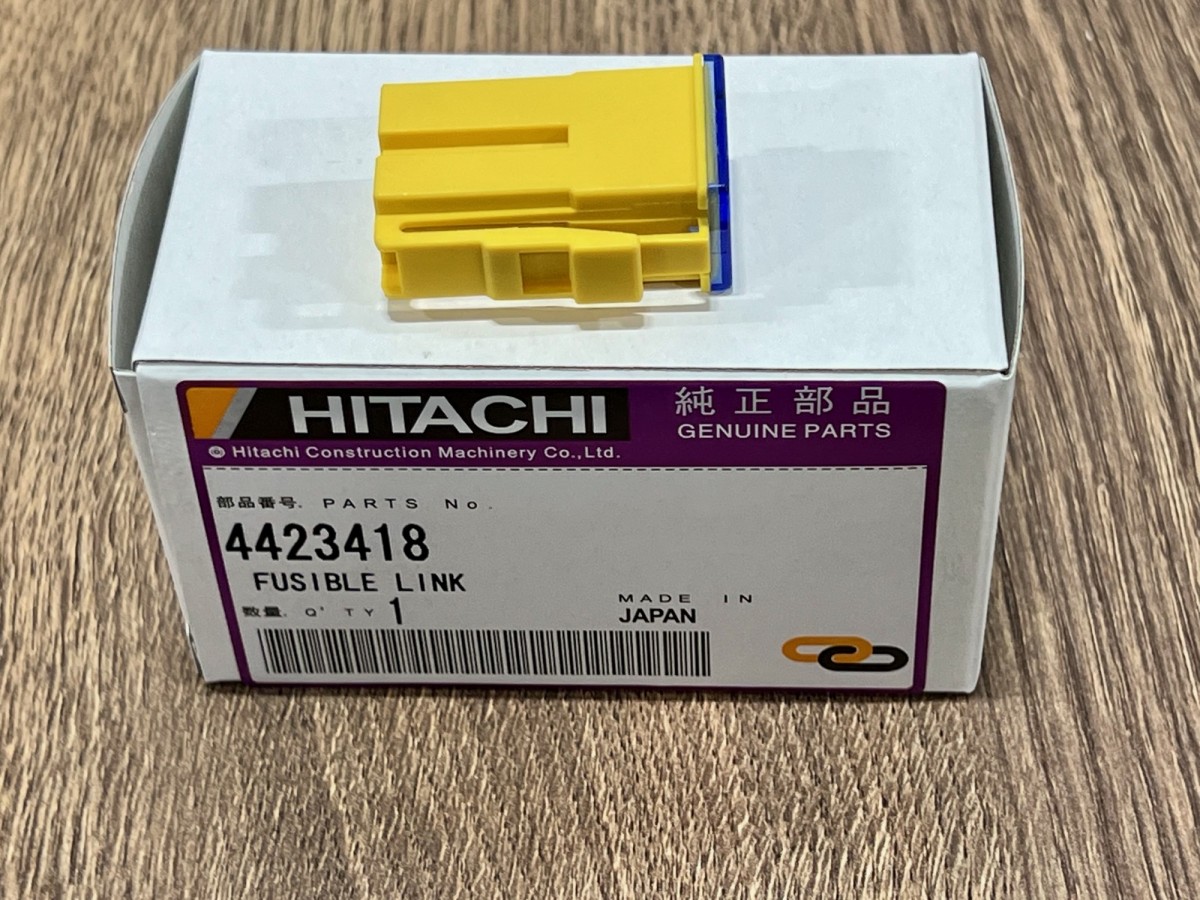 HITACHI
Hitachi Construction Machinery Co.,Ltd.
純正部品
GENUINE PARTS
部品番号. PARTS No.
4423418
FUSIBLE LINK
数量. Q'TY 1
MADE IN
JAPAN